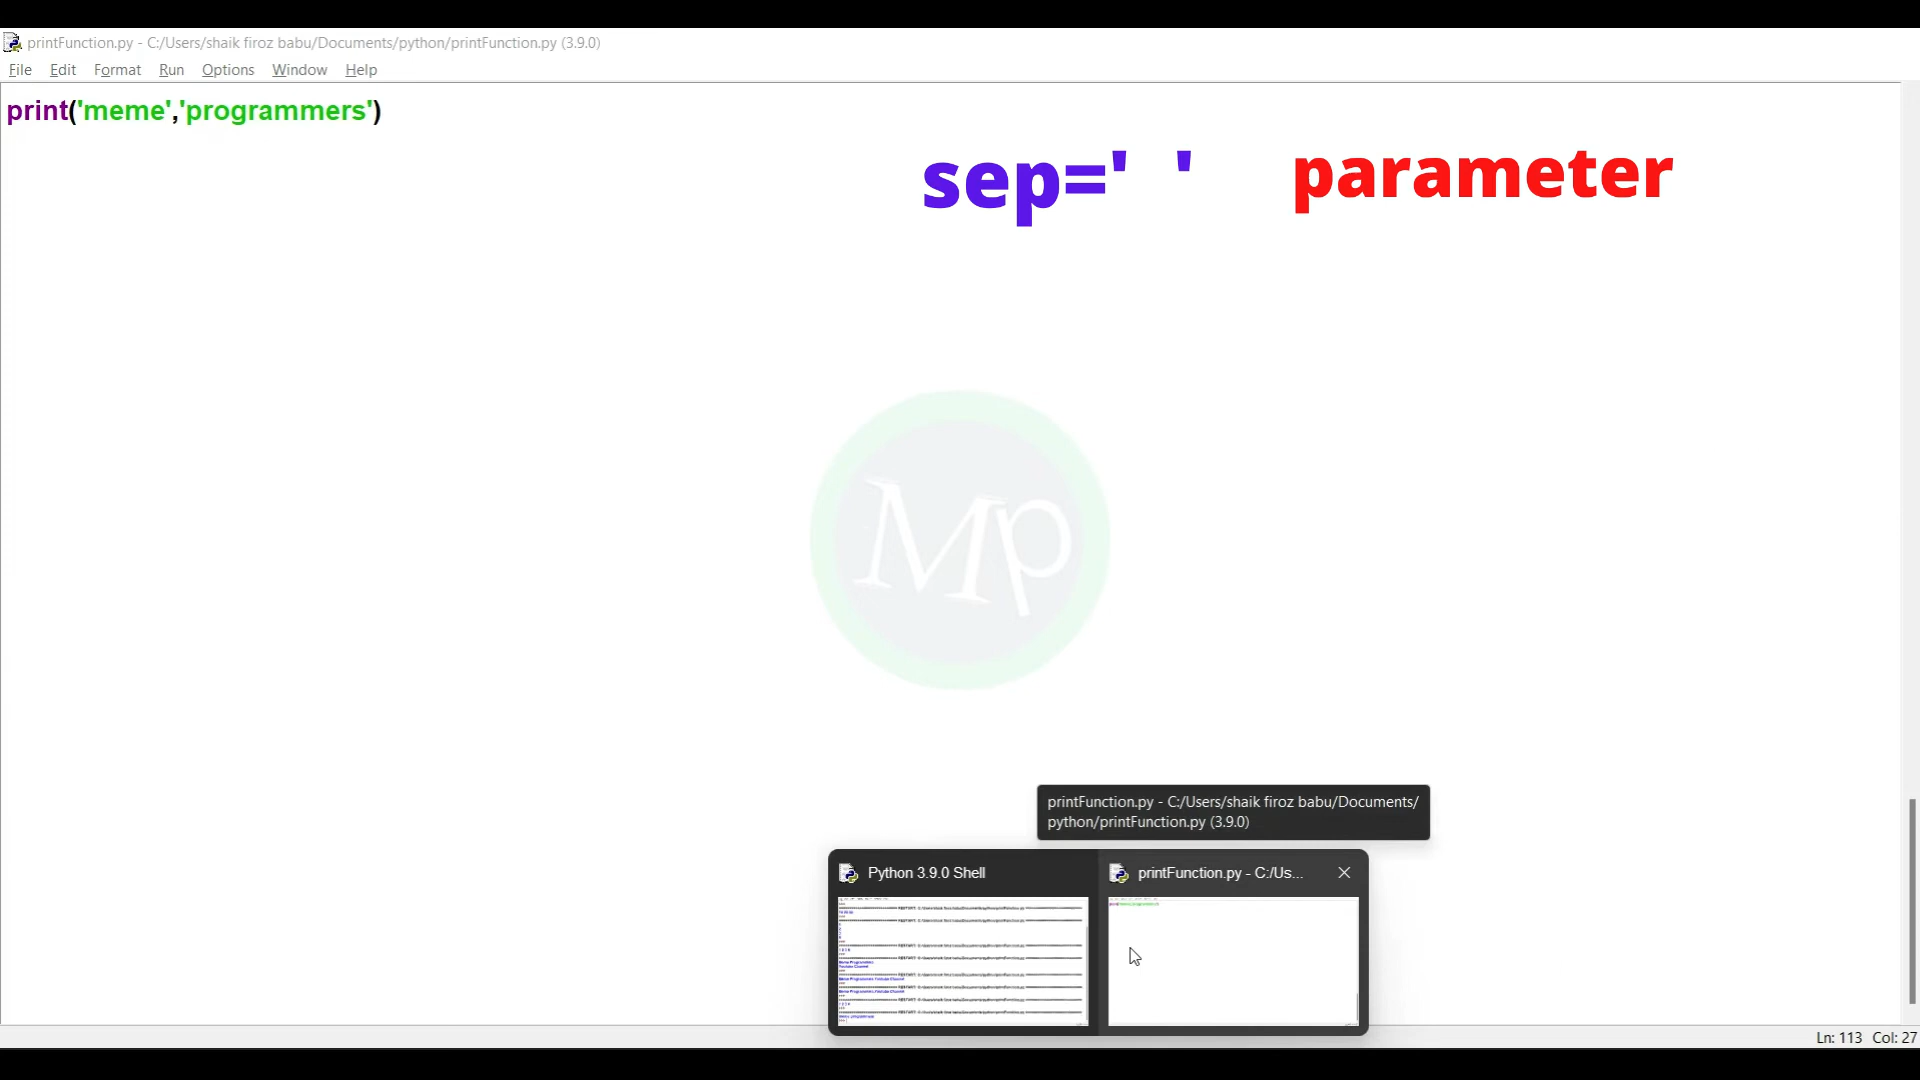 printFunction.py - C:/Users/shaik firoz babu/Documents/python/printFunction.py (3.9.0)
File Edit Format Run Options Window Help
print('meme','programmers')
sep=' ' parameter
Mp
printFunction.py - C:/Users/shaik firoz babu/Documents/
python/printFunction.py (3.9.0)
Python 3.9.0 Shell
printFunction.py - C:/Us...
Ln: 113 Col: 27